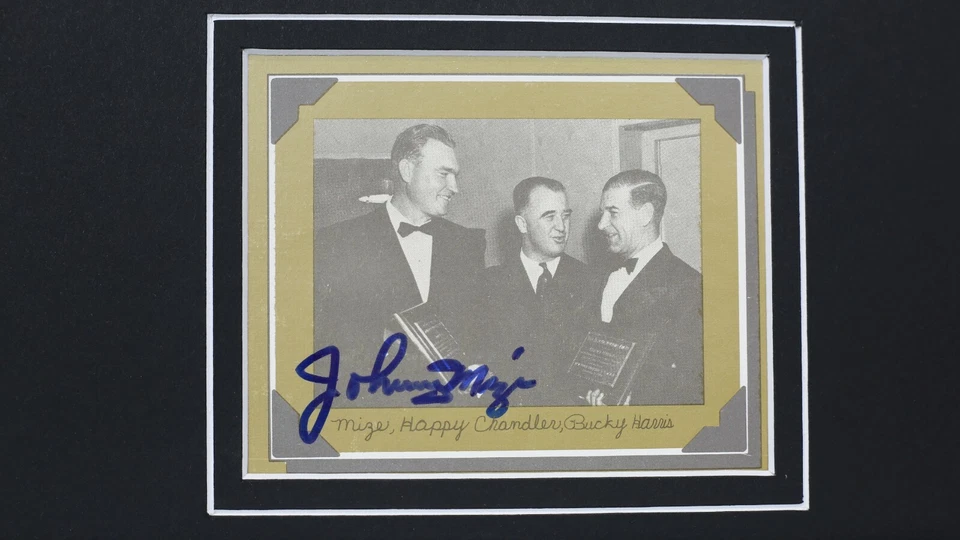 Johnny Mize
Mize, Happy Chandler, Bucky Harris